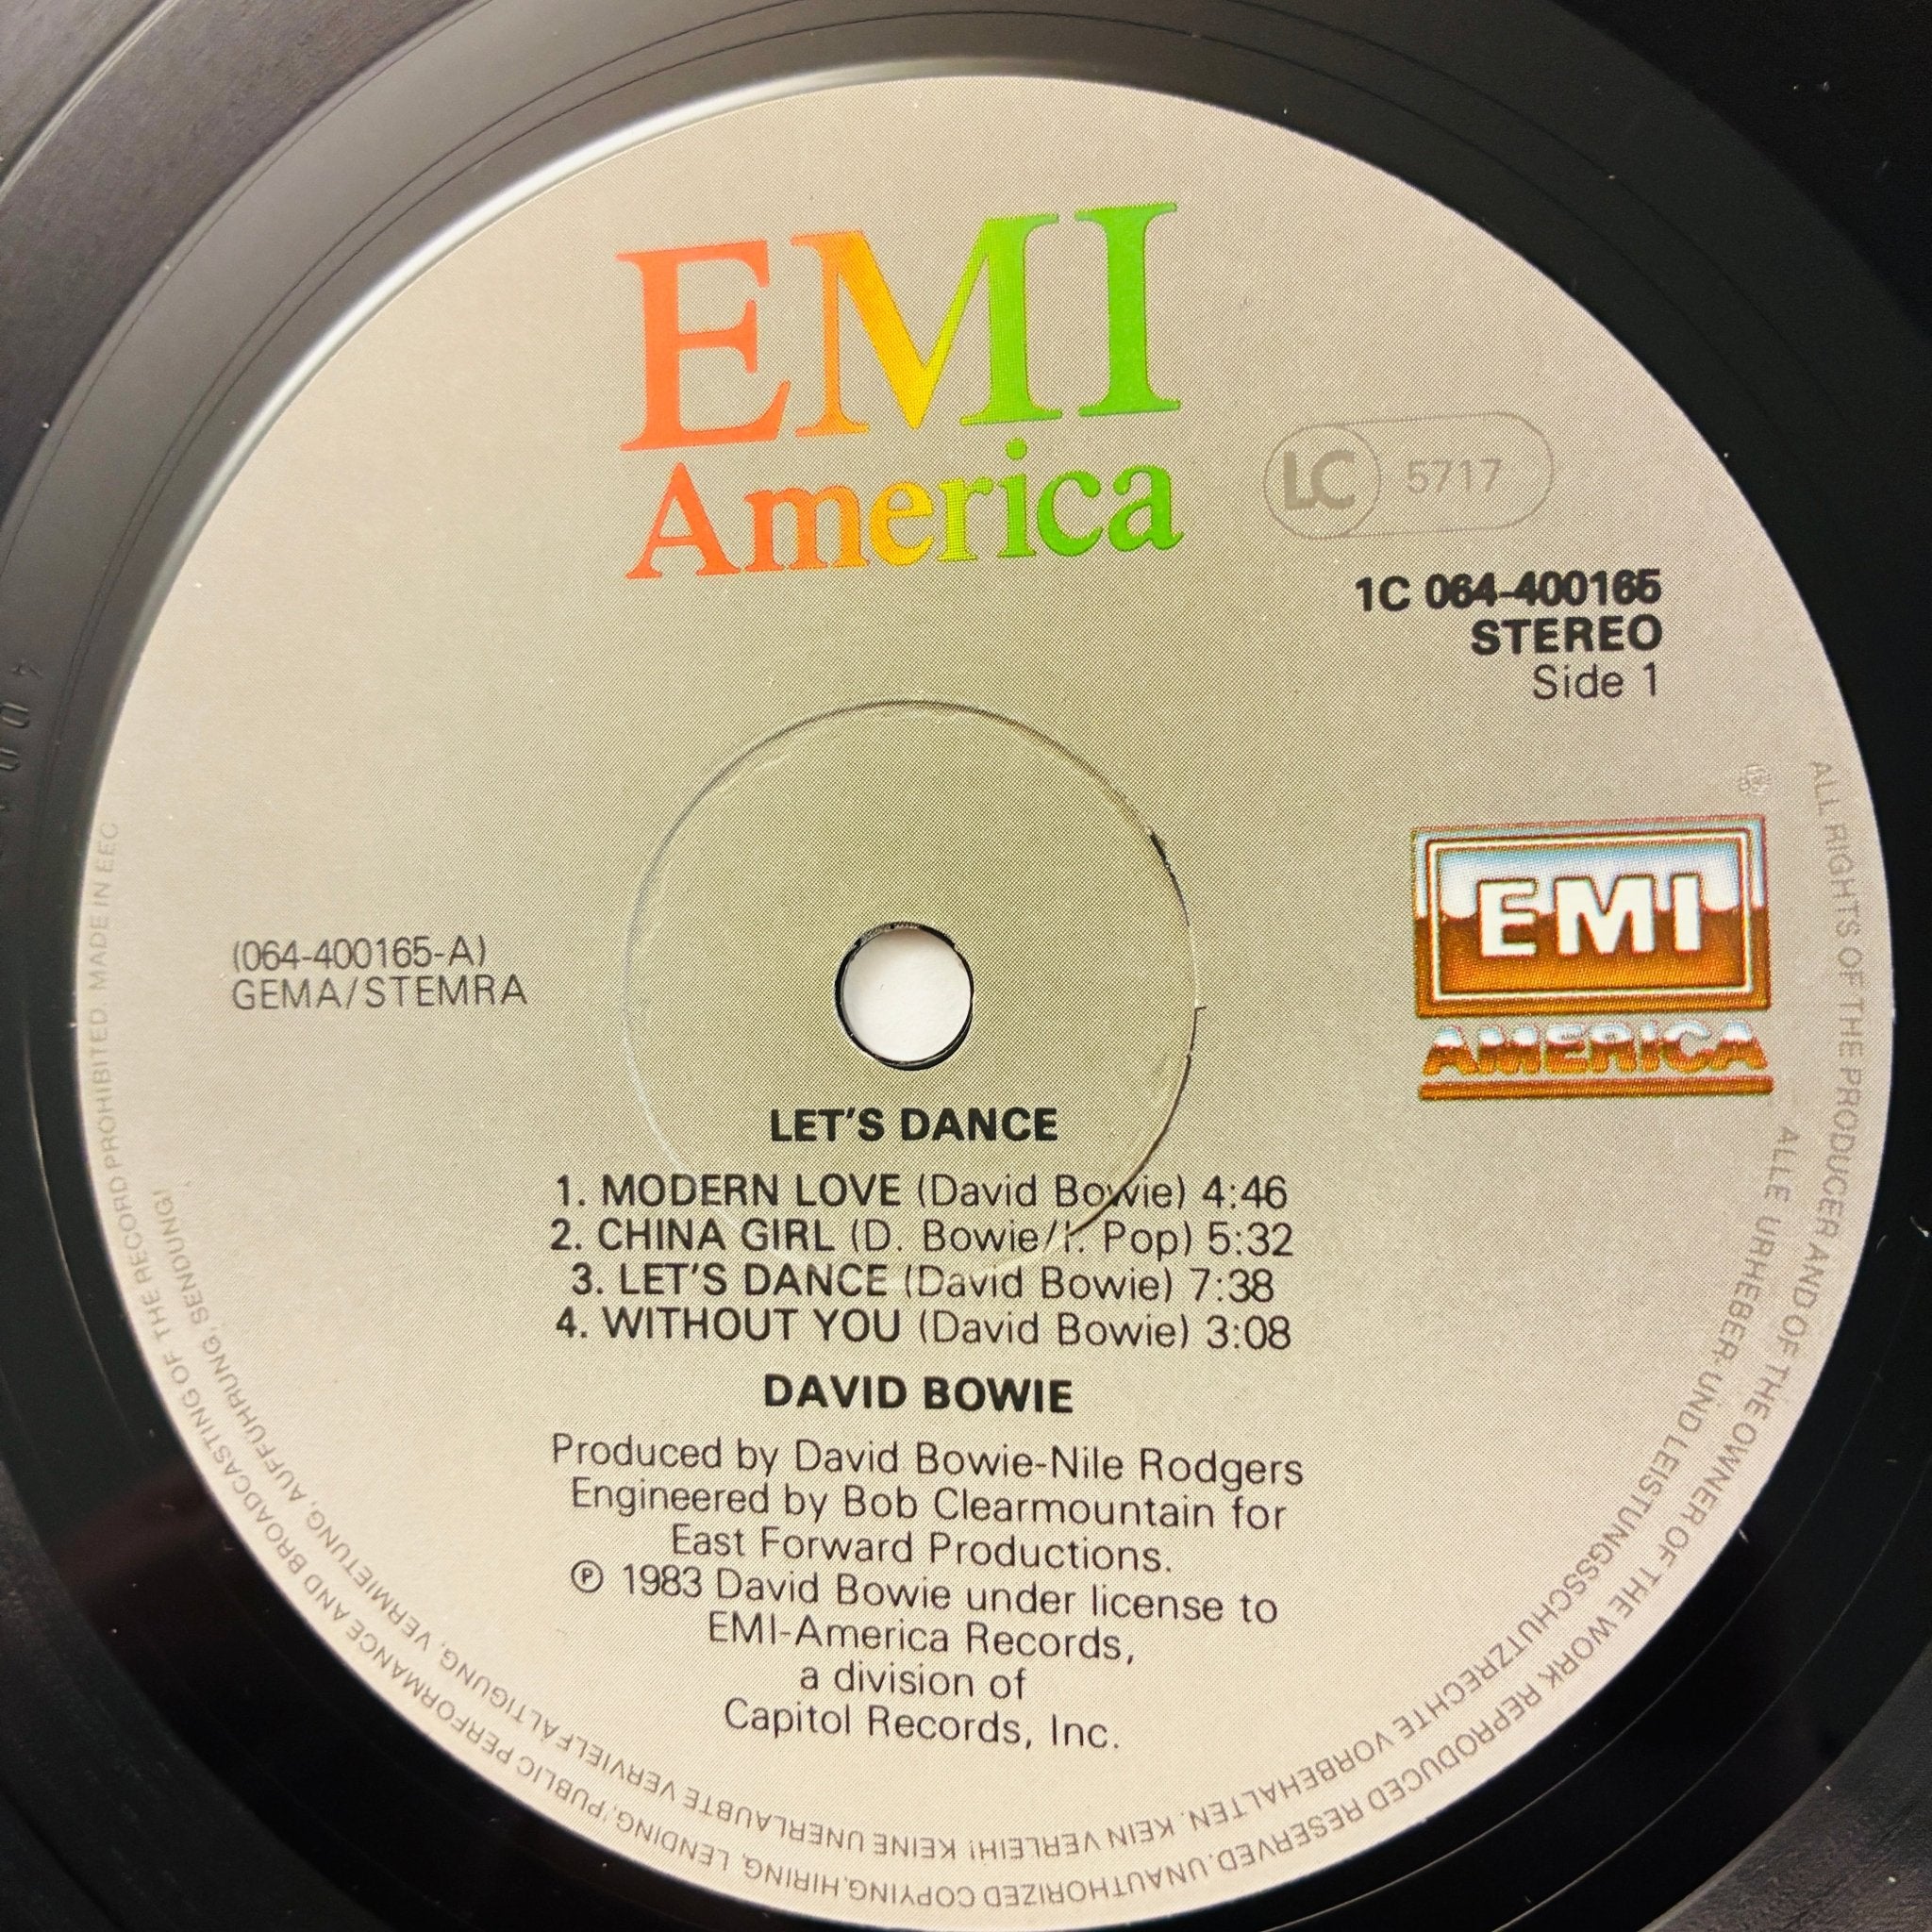 EMI
America
LC 5717
1C 064-400165
STEREO
Side 1
EMI
AMERICA
(064-400165-A)
GEMA/STEMRA
LET'S DANCE
1. MODERN LOVE (David Bowie) 4:46
2. CHINA GIRL (D. Bowie/I. Pop) 5:32
3. LET'S DANCE (David Bowie) 7:38
4. WITHOUT YOU (David Bowie) 3:08
DAVID BOWIE
Produced by David Bowie-Nile Rodgers
Engineered by Bob Clearmountain for
East Forward Productions.
℗ 1983 David Bowie under license to
EMI-America Records,
a division of
Capitol Records, Inc.
ALL RIGHTS OF THE PRODUCER AND OF THE OWNER OF THE WORK REPRODUCED RESERVED. UNAUTHORIZED COPYING, HIRING, LENDING, PUBLIC PERFORMANCE AND BROADCASTING OF THE RECORD PROHIBITED. MADE IN EEC
ALLE URHEBER- UND LEISTUNGSSCHUTZRECHTE VORBEHALTEN. KEIN VERLEIH! KEINE UNERLAUBTE VERVIELFÄLTIGUNG, VERMIETUNG, AUFFÜHRUNG, SENDUNG!